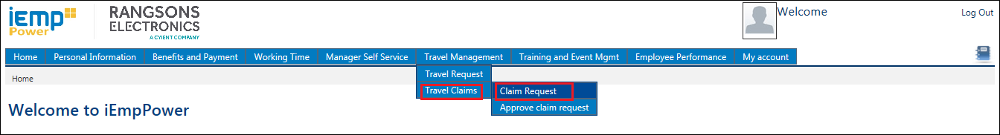 iEmp
Power
RANGSONS
ELECTRONICS
A CYIENT COMPANY
Welcome
Log Out
Home Personal Information Benefits and Payment Working Time Manager Self Service Travel Management Training and Event Mgmt Employee Performance My account
Travel Request
Home
Travel Claims Claim Request
Approve claim request
Welcome to iEmpPower